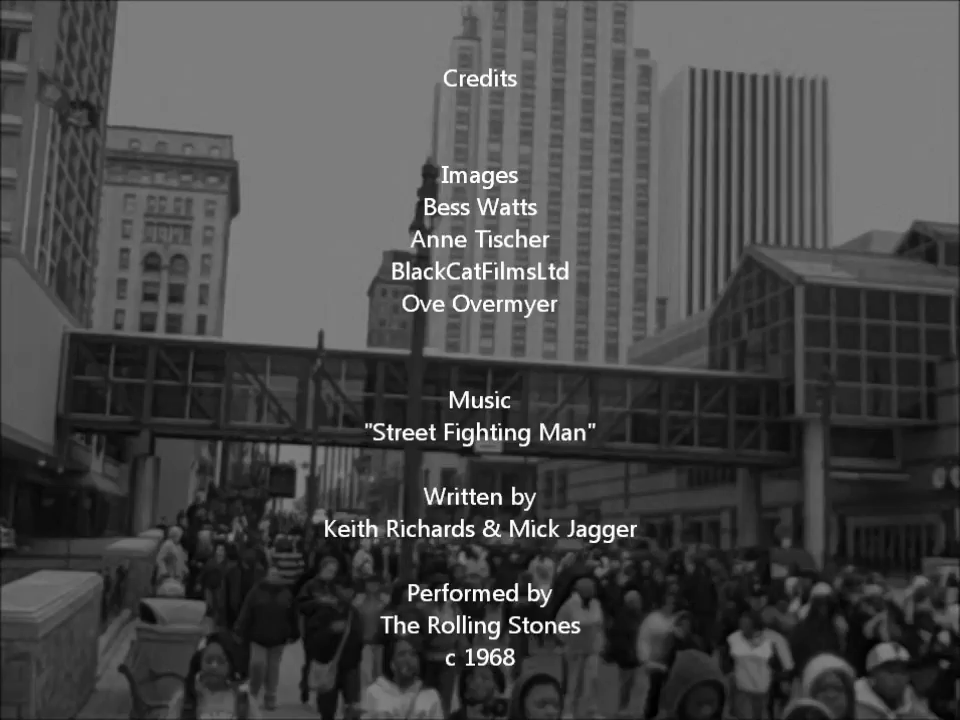 Credits
Images
Bess Watts
Anne Tischer
BlackCatFilmsLtd
Ove Overmyer
Music
"Street Fighting Man"
Written by
Keith Richards & Mick Jagger
Performed by
The Rolling Stones
c 1968